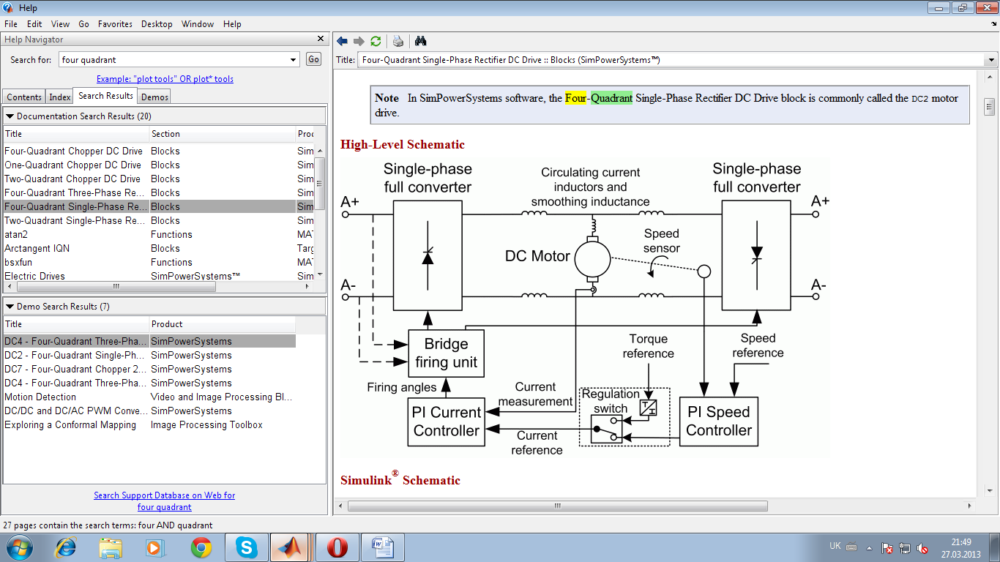 Help
File Edit View Go Favorites Desktop Window Help
Help Navigator
Search for: four quadrant Go
Example: "plot tools" OR plot* tools
Contents Index Search Results Demos
Documentation Search Results (20)
Title Section Proc
Four-Quadrant Chopper DC Drive Blocks Sim
One-Quadrant Chopper DC Drive Blocks Sim
Two-Quadrant Chopper DC Drive Blocks Sim
Four-Quadrant Three-Phase Re... Blocks Sim
Four-Quadrant Single-Phase Re... Blocks Sim
Two-Quadrant Single-Phase Re... Blocks Sim
atan2 Functions MA
Arctangent IQN Blocks Targ
bsxfun Functions MA
Electric Drives SimPowerSystems™ Sim
Demo Search Results (7)
Title Product
DC4 - Four-Quadrant Three-Pha... SimPowerSystems
DC2 - Four-Quadrant Single-Ph... SimPowerSystems
DC7 - Four-Quadrant Chopper 2... SimPowerSystems
DC4 - Four-Quadrant Three-Pha... SimPowerSystems
Motion Detection Video and Image Processing Bl...
DC/DC and DC/AC PWM Conve... SimPowerSystems
Exploring a Conformal Mapping Image Processing Toolbox
Search Support Database on Web for
four quadrant
27 pages contain the search terms: four AND quadrant
Title: Four-Quadrant Single-Phase Rectifier DC Drive :: Blocks (SimPowerSystems™)
Note In SimPowerSystems software, the Four-Quadrant Single-Phase Rectifier DC Drive block is commonly called the DC2 motor
drive.
High-Level Schematic
Single-phase
full converter
Circulating current
inductors and
smoothing inductance
Single-phase
full converter
A+
A+
DC Motor
Speed
sensor
A-
A-
Bridge
firing unit
Torque
reference
Speed
reference
Firing angles
Current
measurement
Regulation
switch
T
I
PI Current
Controller
PI Speed
Controller
Current
reference
Simulink® Schematic
UK
21:49
27.03.2013